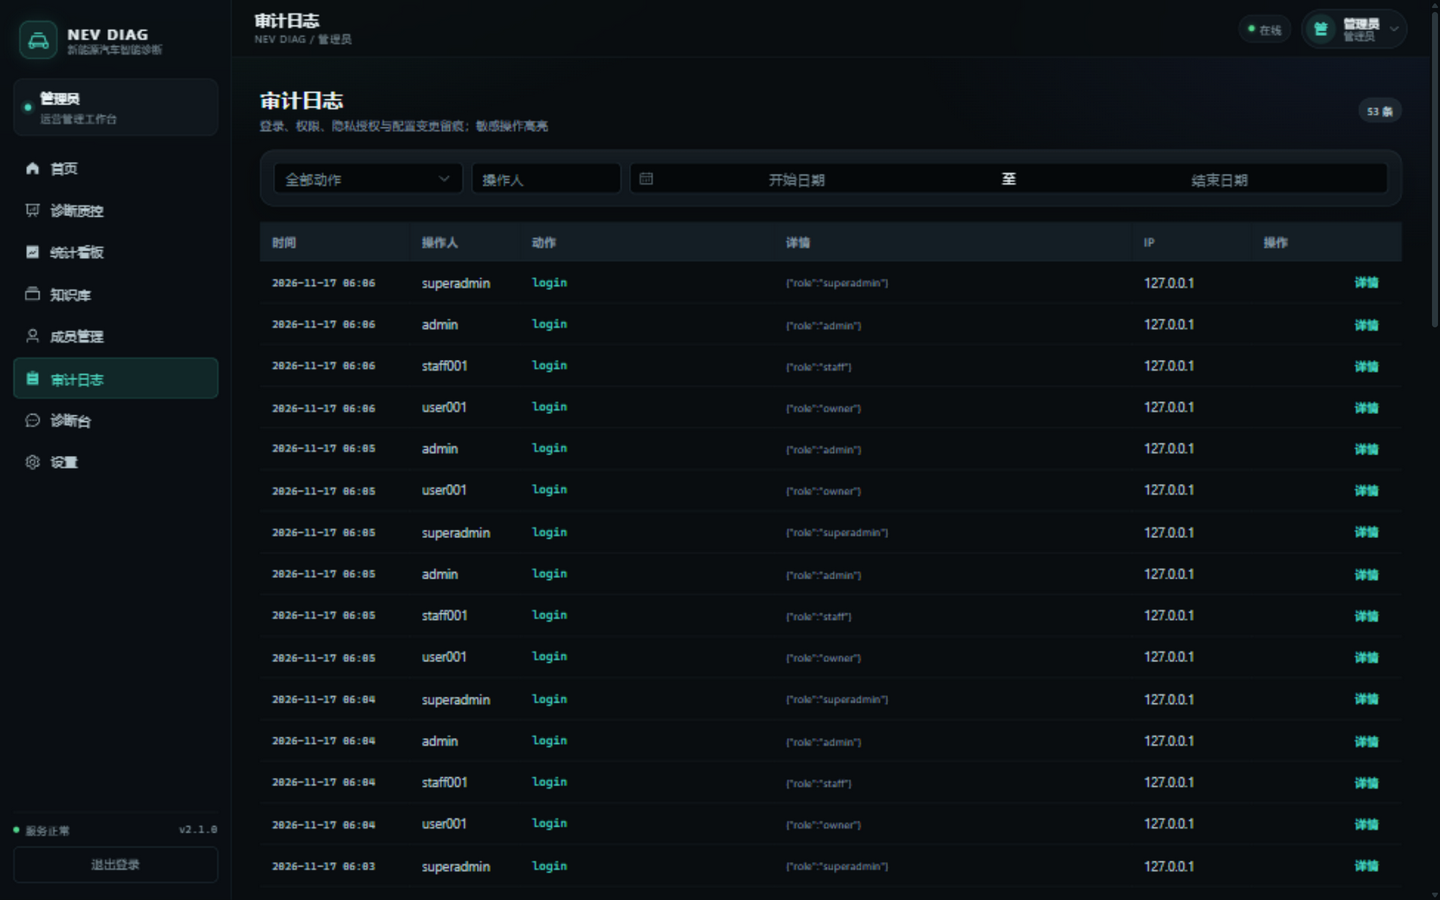 NEV DIAG
新能源汽车智能诊断
管理员
运营管理工作台
首页
诊断质控
统计看板
知识库
成员管理
审计日志
诊断台
设置
服务正常 v2.1.0
退出登录
审计日志
NEV DIAG / 管理员
在线
管 管理员
管理员
审计日志
登录、权限、隐私授权与配置变更留痕；敏感操作高亮
53 条
全部动作 操作人 开始日期 至 结束日期
时间 操作人 动作 详情 IP 操作
2026-11-17 06:06 superadmin login {"role":"superadmin"} 127.0.0.1 详情
2026-11-17 06:06 admin login {"role":"admin"} 127.0.0.1 详情
2026-11-17 06:06 staff001 login {"role":"staff"} 127.0.0.1 详情
2026-11-17 06:06 user001 login {"role":"owner"} 127.0.0.1 详情
2026-11-17 06:05 admin login {"role":"admin"} 127.0.0.1 详情
2026-11-17 06:05 user001 login {"role":"owner"} 127.0.0.1 详情
2026-11-17 06:05 superadmin login {"role":"superadmin"} 127.0.0.1 详情
2026-11-17 06:05 admin login {"role":"admin"} 127.0.0.1 详情
2026-11-17 06:05 staff001 login {"role":"staff"} 127.0.0.1 详情
2026-11-17 06:05 user001 login {"role":"owner"} 127.0.0.1 详情
2026-11-17 06:04 superadmin login {"role":"superadmin"} 127.0.0.1 详情
2026-11-17 06:04 admin login {"role":"admin"} 127.0.0.1 详情
2026-11-17 06:04 staff001 login {"role":"staff"} 127.0.0.1 详情
2026-11-17 06:04 user001 login {"role":"owner"} 127.0.0.1 详情
2026-11-17 06:03 superadmin login {"role":"superadmin"} 127.0.0.1 详情